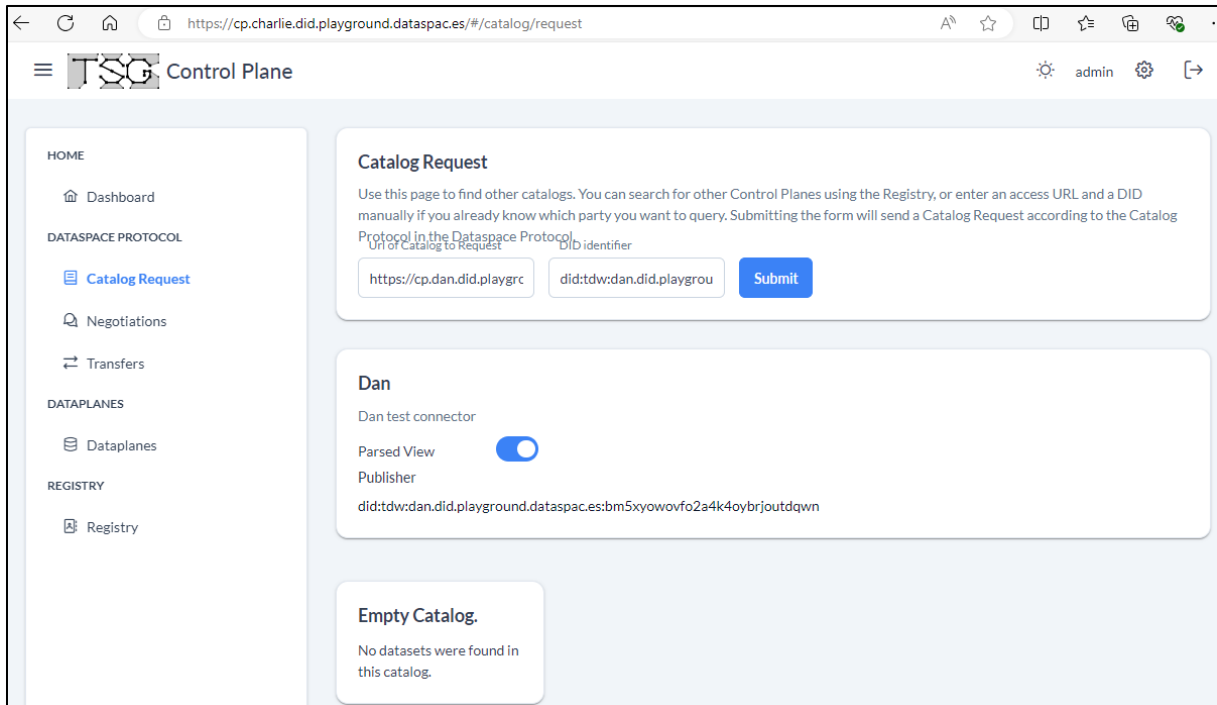 https://cp.charlie.did.playground.dataspac.es/#/catalog/request
TSG Control Plane
admin
HOME
Dashboard
DATASPACE PROTOCOL
Catalog Request
Negotiations
Transfers
DATAPLANES
Dataplanes
REGISTRY
Registry
Catalog Request
Use this page to find other catalogs. You can search for other Control Planes using the Registry, or enter an access URL and a DID
manually if you already know which party you want to query. Submitting the form will send a Catalog Request according to the Catalog
Protocol in the Dataspace Protocol.
Url of Catalog to Request
DID identifier
https://cp.dan.did.playgrc
did:tdw:dan.did.playgrou
Submit
Dan
Dan test connector
Parsed View
Publisher
did:tdw:dan.did.playground.dataspac.es:bm5xyowovfo2a4k4oybrjoutdqwn
Empty Catalog.
No datasets were found in
this catalog.